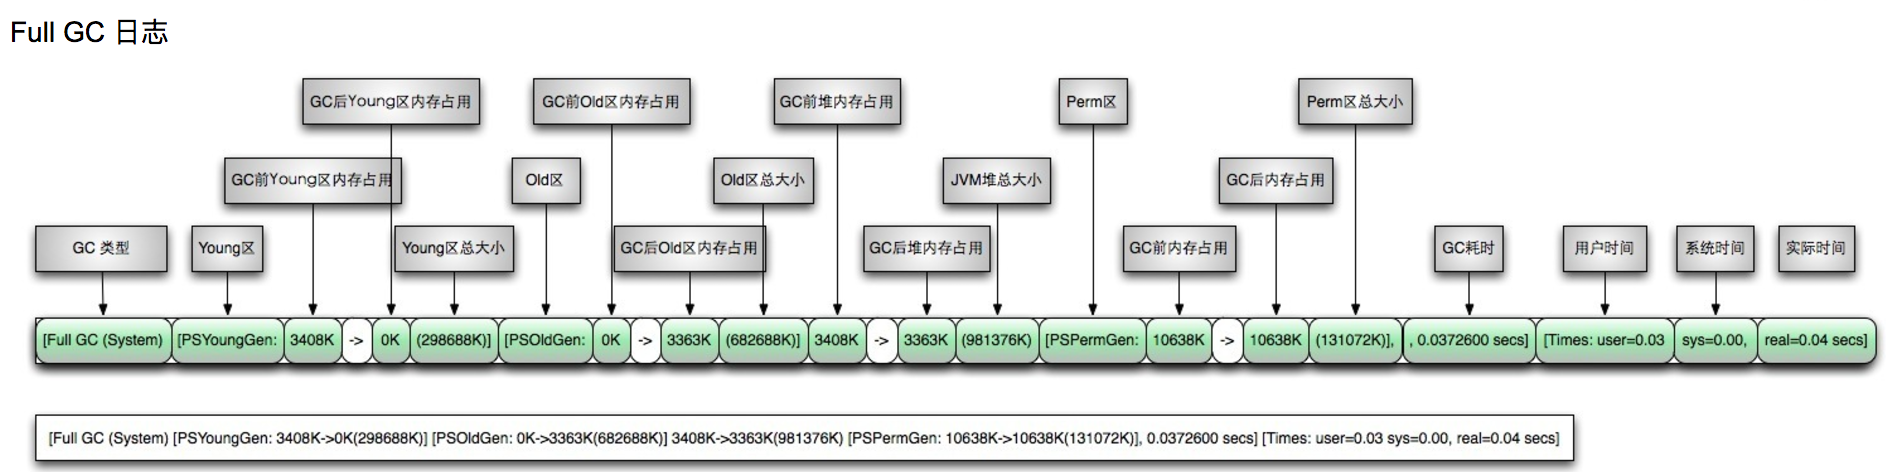 Full GC 日志
GC后Young区内存占用
GC前Old区内存占用
GC前堆内存占用
Perm区
Perm区总大小
GC前Young区内存占用
Old区
Old区总大小
JVM堆总大小
GC后内存占用
GC 类型
Young区
Young区总大小
GC后Old区内存占用
GC后堆内存占用
GC前内存占用
GC耗时
用户时间
系统时间
实际时间
[Full GC (System) [PSYoungGen: 3408K -> 0K (298688K)] [PSOldGen: 0K -> 3363K (682688K)] 3408K -> 3363K (981376K) [PSPermGen: 10638K -> 10638K (131072K)], , 0.0372600 secs] [Times: user=0.03 sys=0.00, real=0.04 secs]
[Full GC (System) [PSYoungGen: 3408K->0K(298688K)] [PSOldGen: 0K->3363K(682688K)] 3408K->3363K(981376K) [PSPermGen: 10638K->10638K(131072K)], 0.0372600 secs] [Times: user=0.03 sys=0.00, real=0.04 secs]